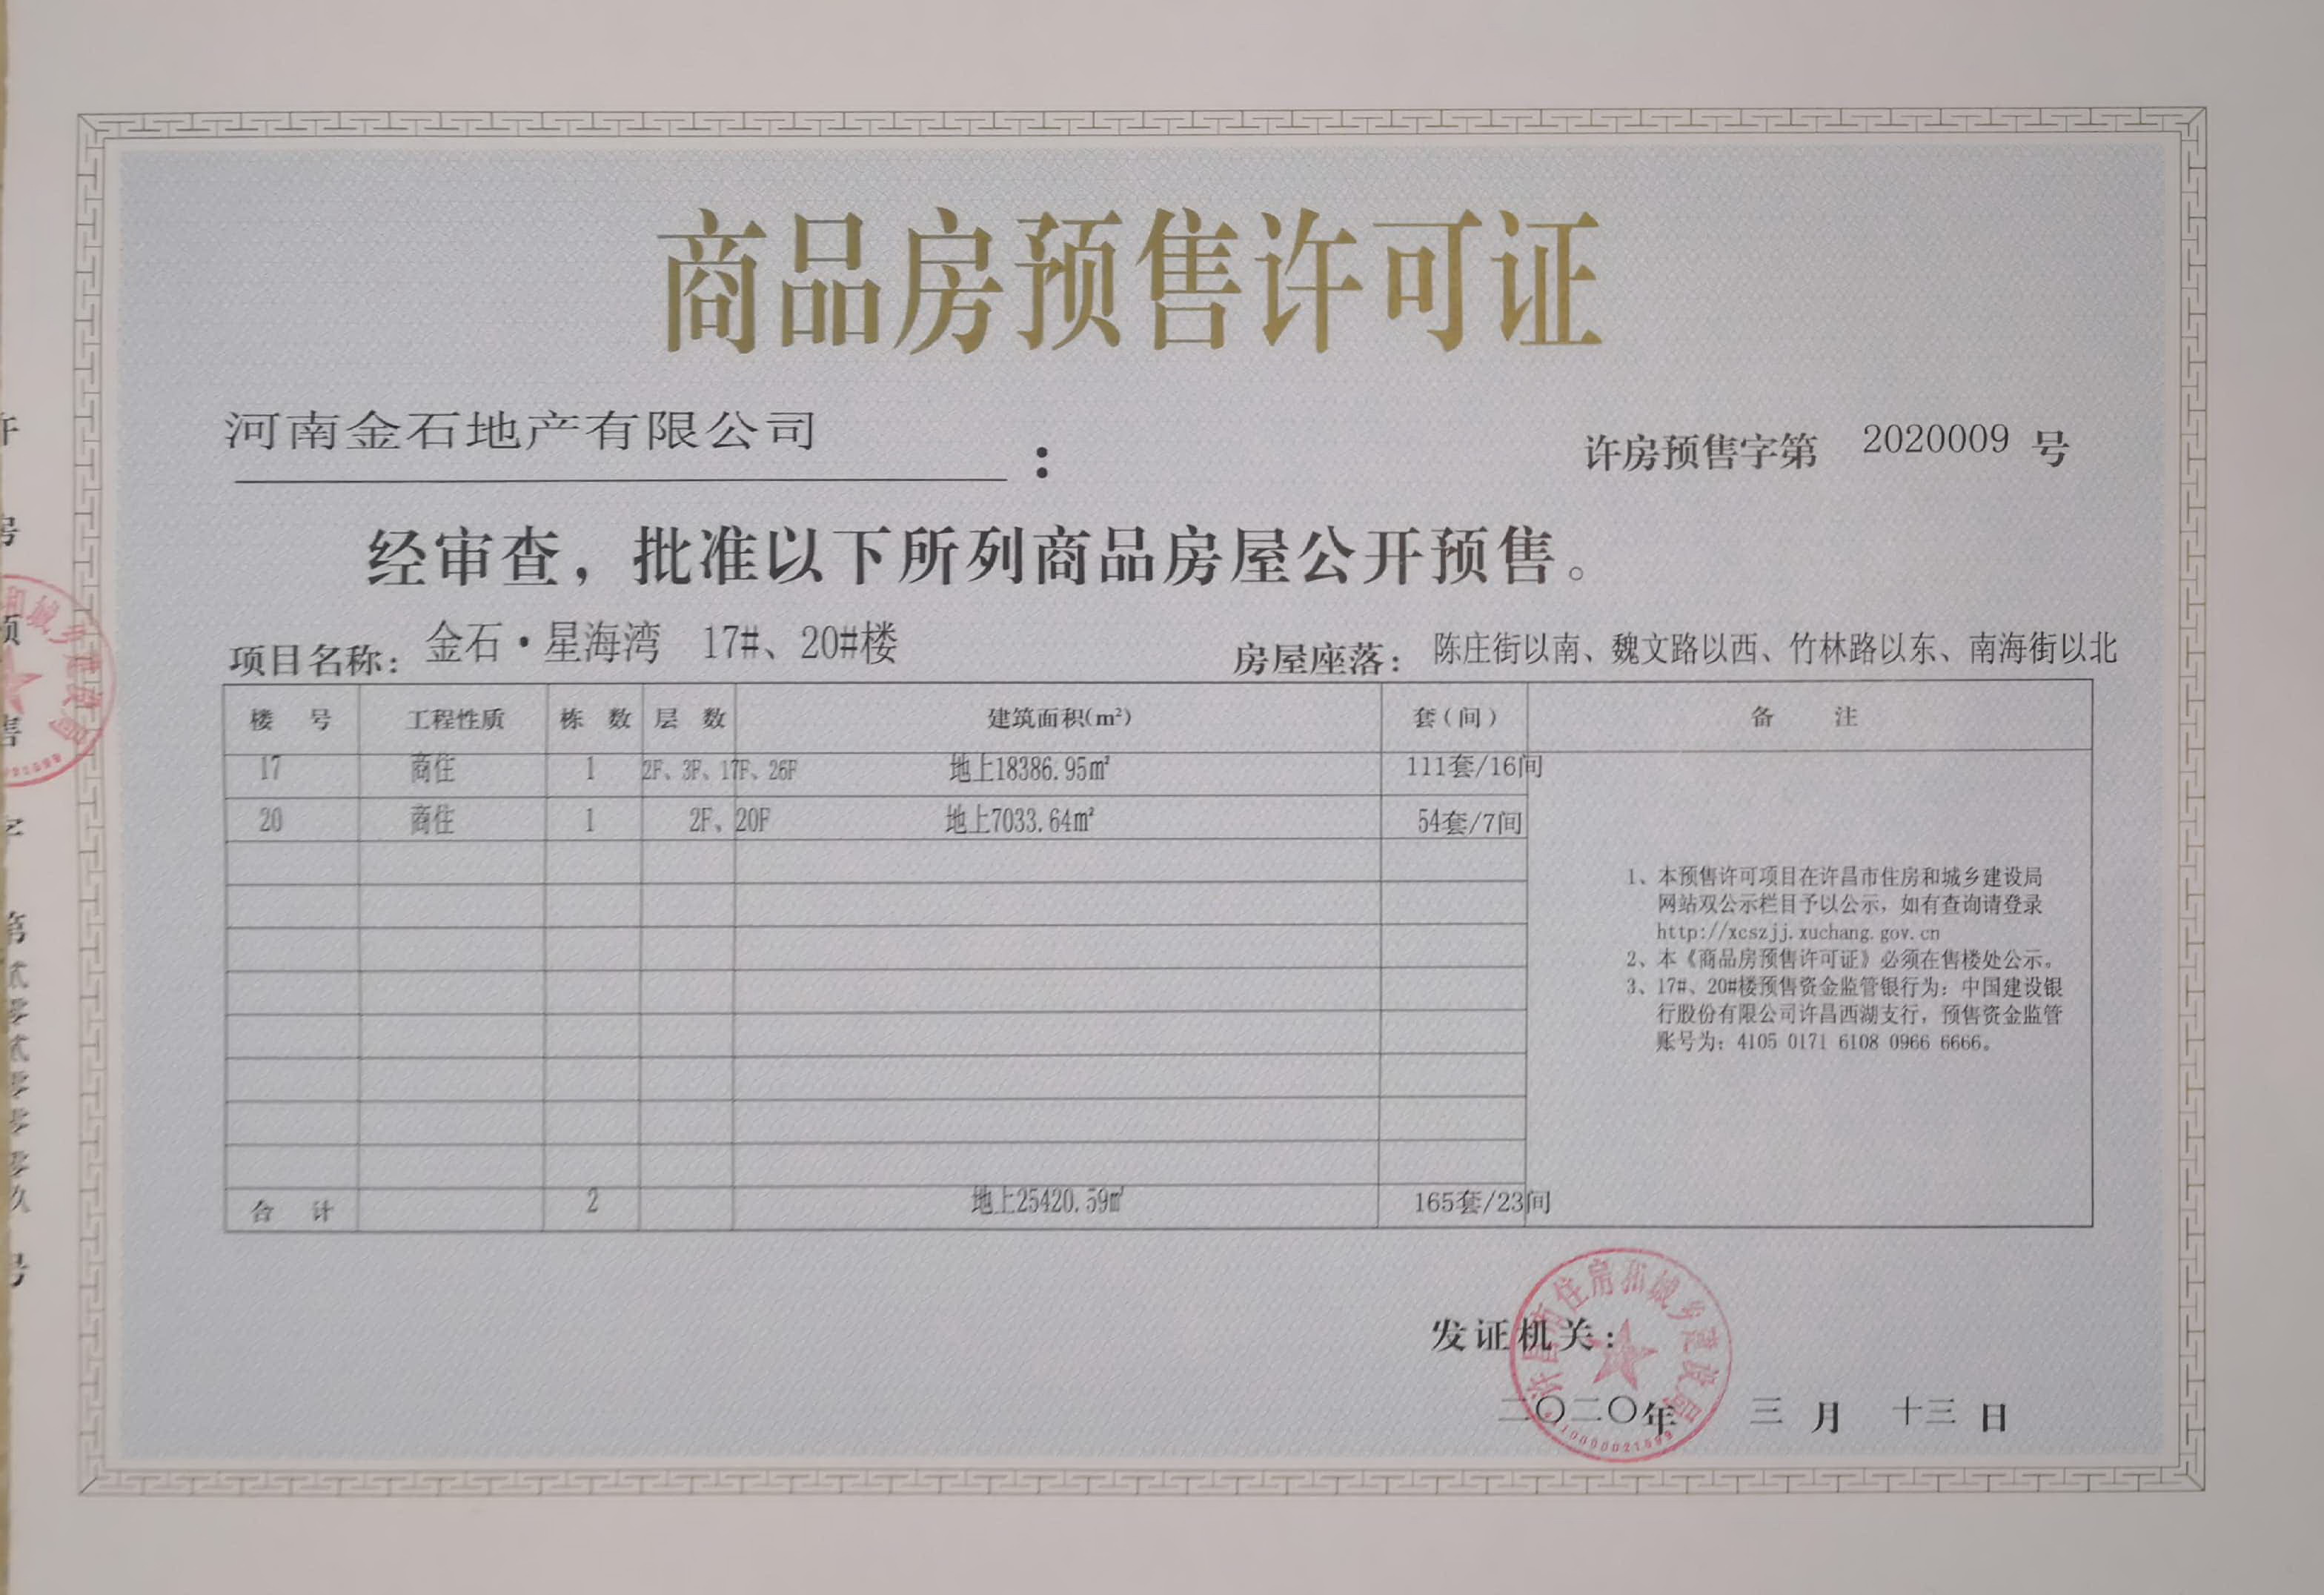 商品房预售许可证
河南金石地产有限公司：
许房预售字第 2020009 号
经审查，批准以下所列商品房屋公开预售。
项目名称：金石·星海湾 17#、20#楼
房屋座落：陈庄街以南、魏文路以西、竹林路以东、南海街以北
楼号 工程性质 栋数 层数 建筑面积(m²) 套(间) 备注
17 商住 1 2F、3F、17F、26F 地上18386.95㎡ 111套/16间
20 商住 1 2F、20F 地上7033.64㎡ 54套/7间
1、本预售许可项目在许昌市住房和城乡建设局
网站双公示栏目予以公示，如有查询请登录
http://xcszjj.xuchang.gov.cn
2、本《商品房预售许可证》必须在售楼处公示。
3、17#、20#楼预售资金监管银行为：中国建设银
行股份有限公司许昌西湖支行，预售资金监管
账号为：4105 0171 6108 0966 6666。
合计 2 地上25420.59㎡ 165套/23间
发证机关：
许昌市住房和城乡建设局
二〇二〇年 三月 十三日